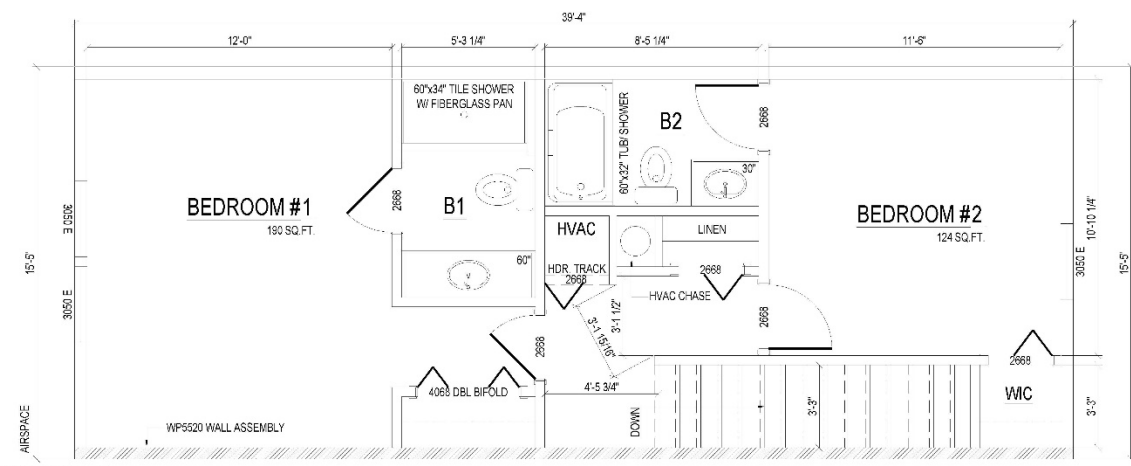 39'-4"
12'-0"
5'-3 1/4"
8'-5 1/4"
11'-6"
60"x34" TILE SHOWER
W/ FIBERGLASS PAN
60"x32" TUB/ SHOWER
B2
2668
30"
BEDROOM #1
190 SQ.FT.
2668
B1
BEDROOM #2
124 SQ.FT.
3050 E
3050 E
15'-5"
10'-10 1/4"
3050 E
15'-5"
HVAC
LINEN
60"
HDR. TRACK
2668
2668
HVAC CHASE
3'-1 1/2"
3'-1 15/16"
2668
2668
2668
4068 DBL BIFOLD
4'-5 3/4"
DOWN
3'-3"
WIC
3'-3"
AIRSPACE
WP5520 WALL ASSEMBLY